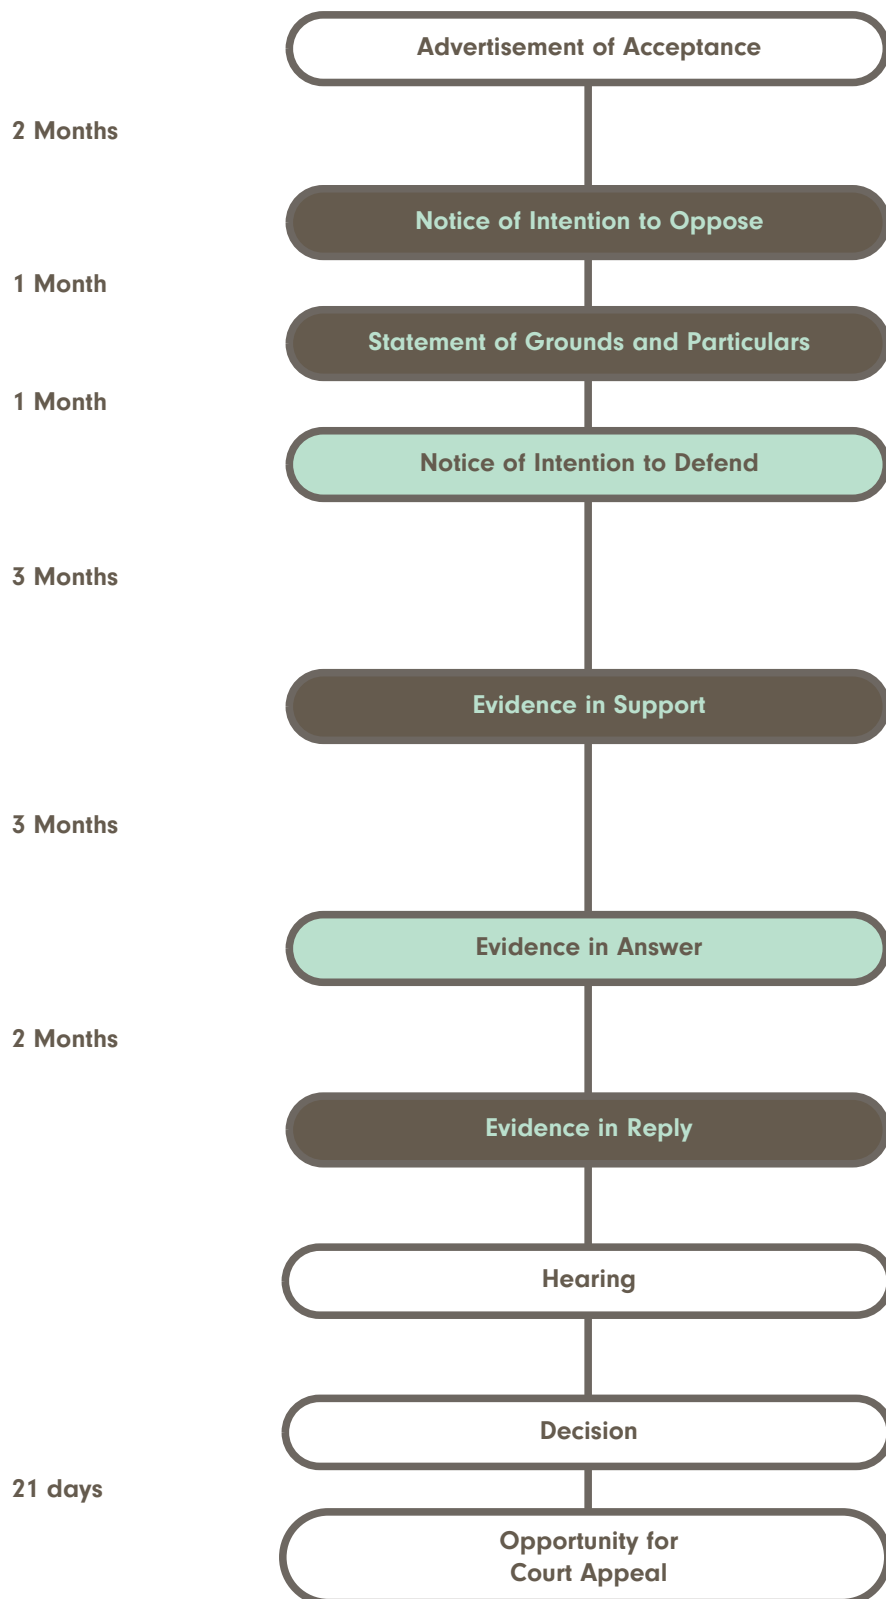 Advertisement of Acceptance
2 Months
Notice of Intention to Oppose
1 Month
Statement of Grounds and Particulars
1 Month
Notice of Intention to Defend
3 Months
Evidence in Support
3 Months
Evidence in Answer
2 Months
Evidence in Reply
Hearing
Decision
21 days
Opportunity for
Court Appeal